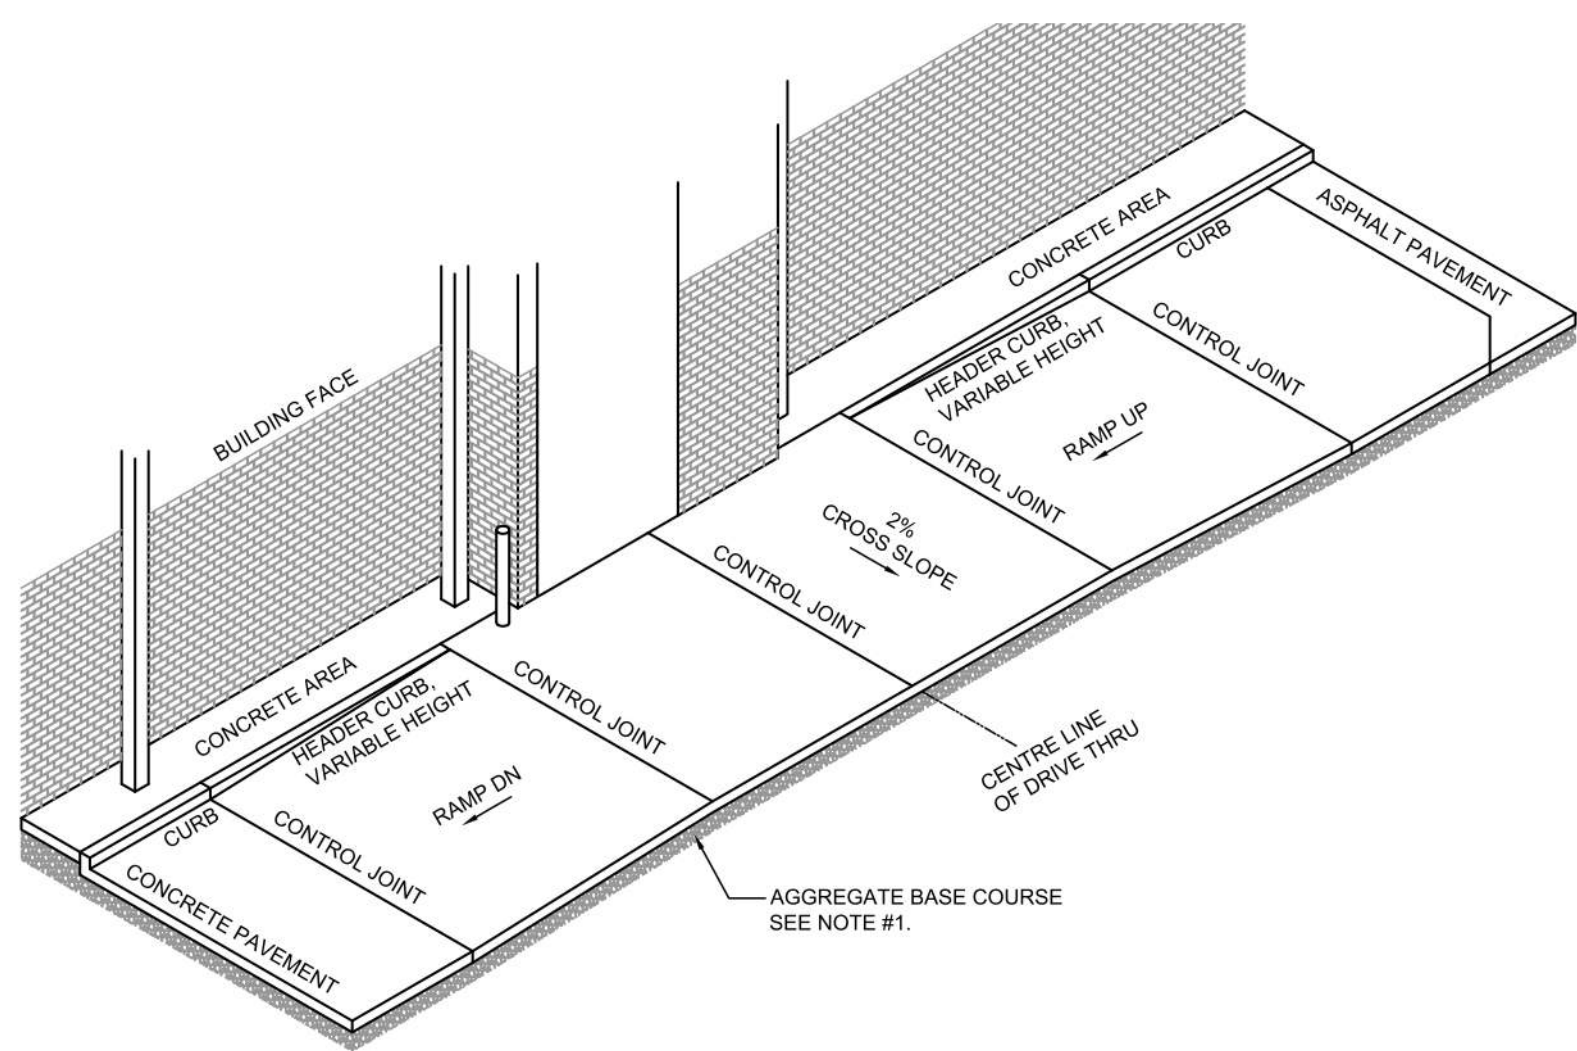 ASPHALT PAVEMENT
CONCRETE AREA
CURB
CONTROL JOINT
HEADER CURB,
VARIABLE HEIGHT
RAMP UP
CONTROL JOINT
BUILDING FACE
2%
CROSS SLOPE
CONTROL JOINT
CONCRETE AREA
HEADER CURB,
VARIABLE HEIGHT
CONTROL JOINT
CENTRE LINE
OF DRIVE THRU
RAMP DN
CURB
CONTROL JOINT
CONCRETE PAVEMENT
AGGREGATE BASE COURSE
SEE NOTE #1.